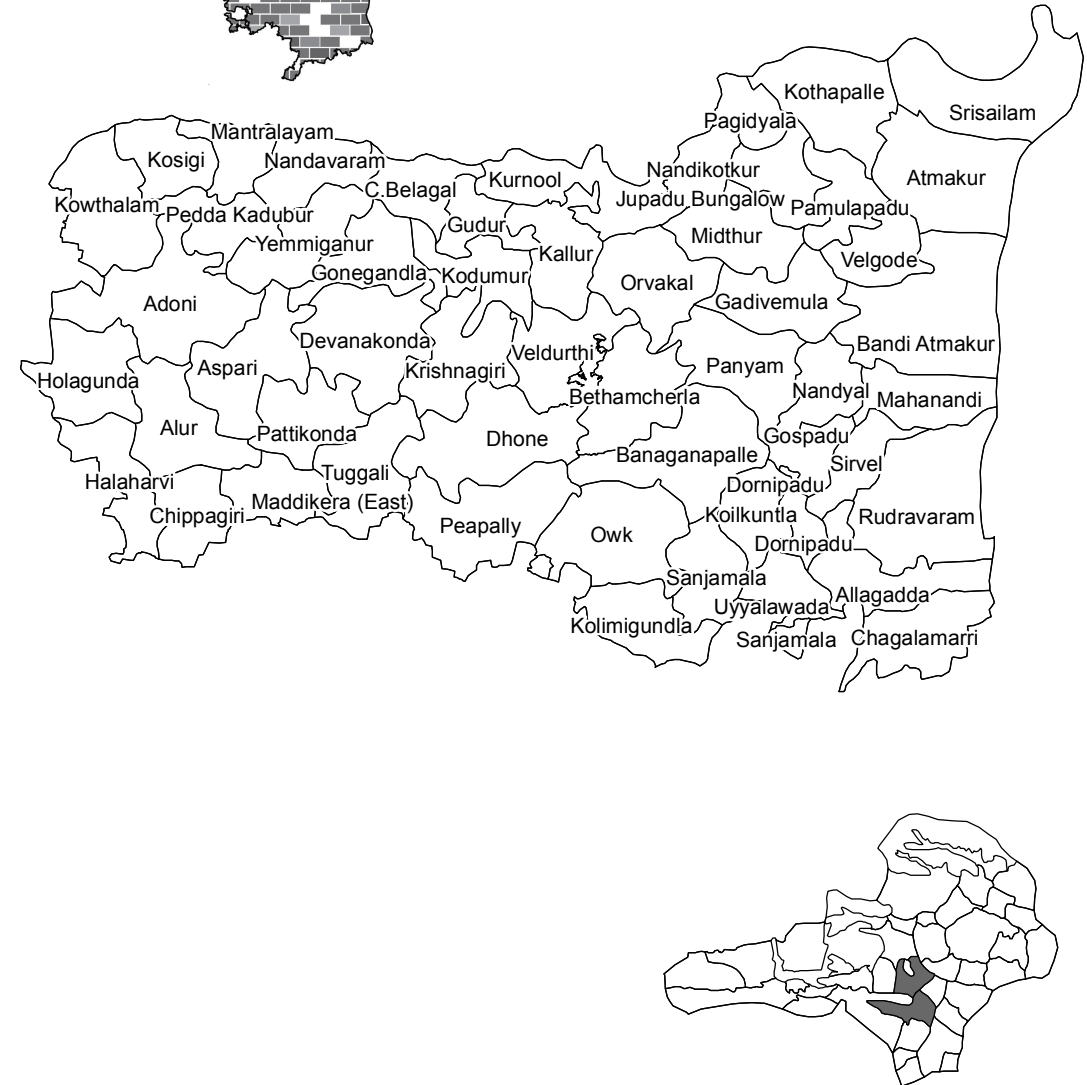 Kothapalle
Srisailam
Pagidyala
Mantralayam
Kosigi
Nandavaram
Nandikotkur
Atmakur
C.Belagal
Kurnool
Jupadu Bungalow
Kowthalam
Pedda Kadubur
Pamulapadu
Gudur
Midthur
Yemmiganur
Kallur
Velgode
Gonegandla
Kodumur
Orvakal
Adoni
Gadivemula
Devanakonda
Bandi Atmakur
Veldurthi
Aspari
Krishnagiri
Panyam
Holagunda
Nandyal
Bethamcherla
Mahanandi
Alur
Pattikonda
Dhone
Gospadu
Banaganapalle
Sirvel
Tuggali
Halaharvi
Dornipadu
Maddikera (East)
Chippagiri
Koilkuntla
Rudravaram
Peapally
Owk
Dornipadu
Sanjamala
Allagadda
Uyyalawada
Kolimigundla
Sanjamala
Chagalamarri